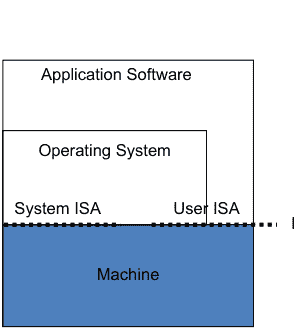 Application Software
Operating System
System ISA User ISA
Machine